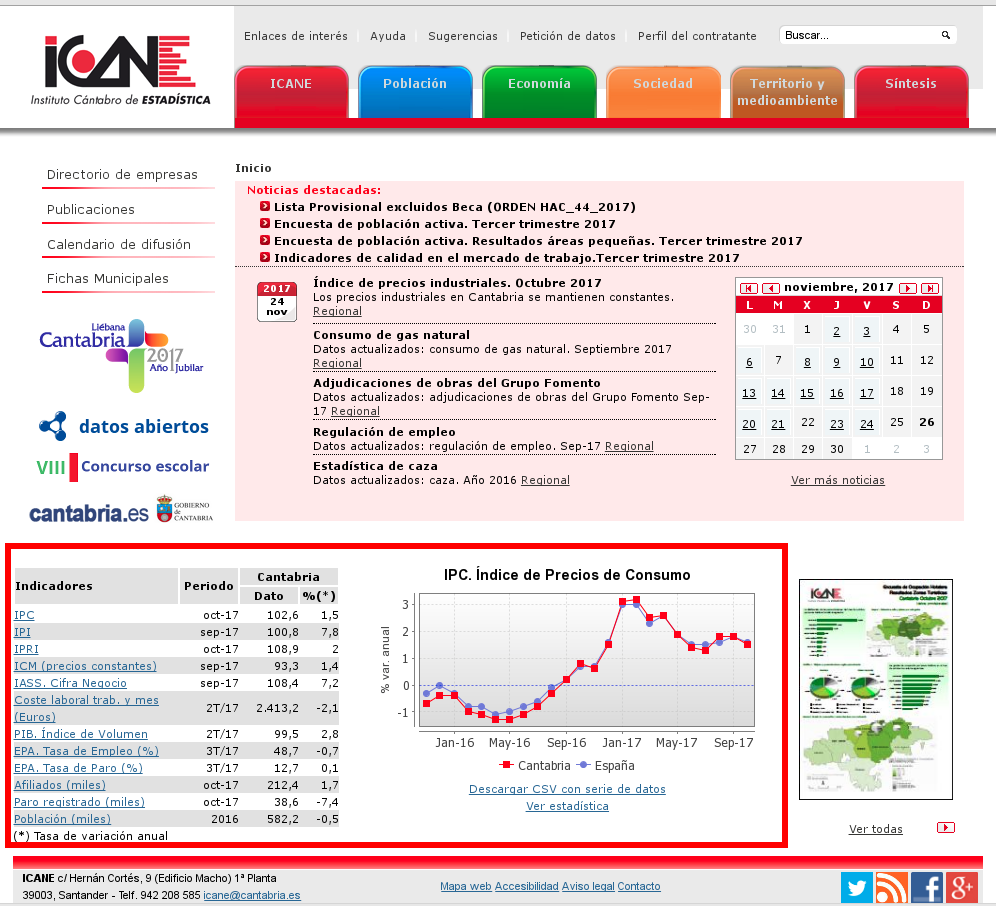 Enlaces de interés
Ayuda
Sugerencias
Petición de datos
Perfil del contratante
Buscar...
ICANE
Instituto Cántabro de ESTADÍSTICA
ICANE
Población
Economía
Sociedad
Territorio y
medioambiente
Síntesis
Directorio de empresas
Publicaciones
Calendario de difusión
Fichas Municipales
Liébana
Cantabria 2017
Año Jubilar
datos abiertos
VIII Concurso escolar
cantabria.es
GOBIERNO
de
CANTABRIA
Inicio
Noticias destacadas:
Lista Provisional excluidos Beca (ORDEN HAC_44_2017)
Encuesta de población activa. Tercer trimestre 2017
Encuesta de población activa. Resultados áreas pequeñas. Tercer trimestre 2017
Indicadores de calidad en el mercado de trabajo.Tercer trimestre 2017
2017
24
nov
Índice de precios industriales. Octubre 2017
Los precios industriales en Cantabria se mantienen constantes.
Regional
Consumo de gas natural
Datos actualizados: consumo de gas natural. Septiembre 2017
Regional
Adjudicaciones de obras del Grupo Fomento
Datos actualizados: adjudicaciones de obras del Grupo Fomento Sep-
17 Regional
Regulación de empleo
Datos actualizados: regulación de empleo. Sep-17 Regional
Estadística de caza
Datos actualizados: caza. Año 2016 Regional
noviembre, 2017
L M X J V S D
30 31 1 2 3 4 5
6 7 8 9 10 11 12
13 14 15 16 17 18 19
20 21 22 23 24 25 26
27 28 29 30 1 2 3
Ver más noticias
Indicadores Periodo Cantabria
Dato %(*)
IPC oct-17 102,6 1,5
IPI sep-17 100,8 7,8
IPRI oct-17 108,9 2
ICM (precios constantes) sep-17 93,3 1,4
IASS. Cifra Negocio sep-17 108,4 7,2
Coste laboral trab. y mes
(Euros) 2T/17 2.413,2 -2,1
PIB. Índice de Volumen 2T/17 99,5 2,8
EPA. Tasa de Empleo (%) 3T/17 48,7 -0,7
EPA. Tasa de Paro (%) 3T/17 12,7 0,1
Afiliados (miles) oct-17 212,4 1,7
Paro registrado (miles) oct-17 38,6 -7,4
Población (miles) 2016 582,2 -0,5
(*) Tasa de variación anual
IPC. Índice de Precios de Consumo
% var. anual
3
2
1
0
-1
Jan-16 May-16 Sep-16 Jan-17 May-17 Sep-17
Cantabria España
Descargar CSV con serie de datos
Ver estadística
ICANE
Encuesta de Ocupación Hotelera
Resultados Zonas Turísticas
Cantabria Octubre 2017
Ver todas
ICANE c/ Hernán Cortés, 9 (Edificio Macho) 1ª Planta
39003, Santander - Telf. 942 208 585 icane@cantabria.es
Mapa web Accesibilidad Aviso legal Contacto